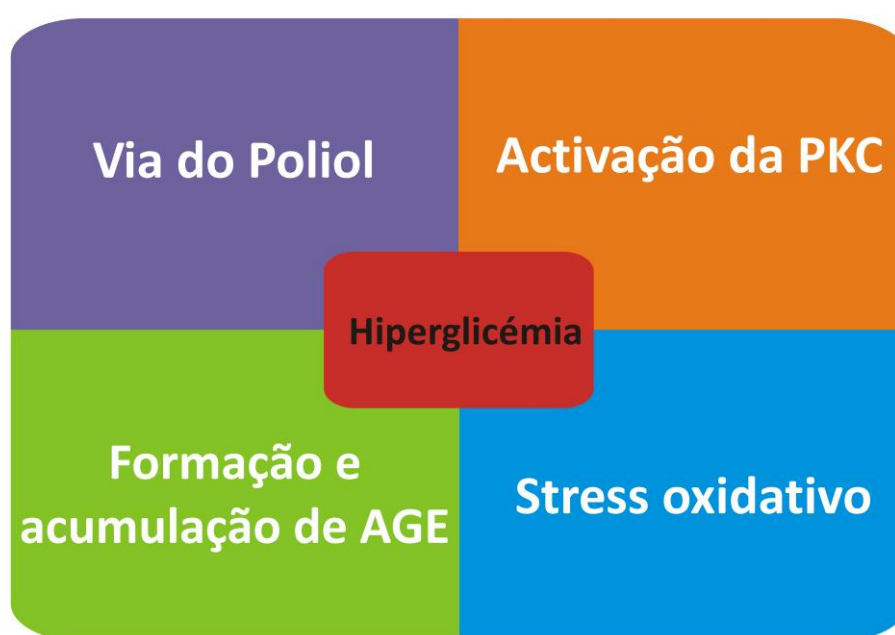 Via do Poliol
Activação da PKC
Hiperglicémia
Formação e
acumulação de AGE
Stress oxidativo